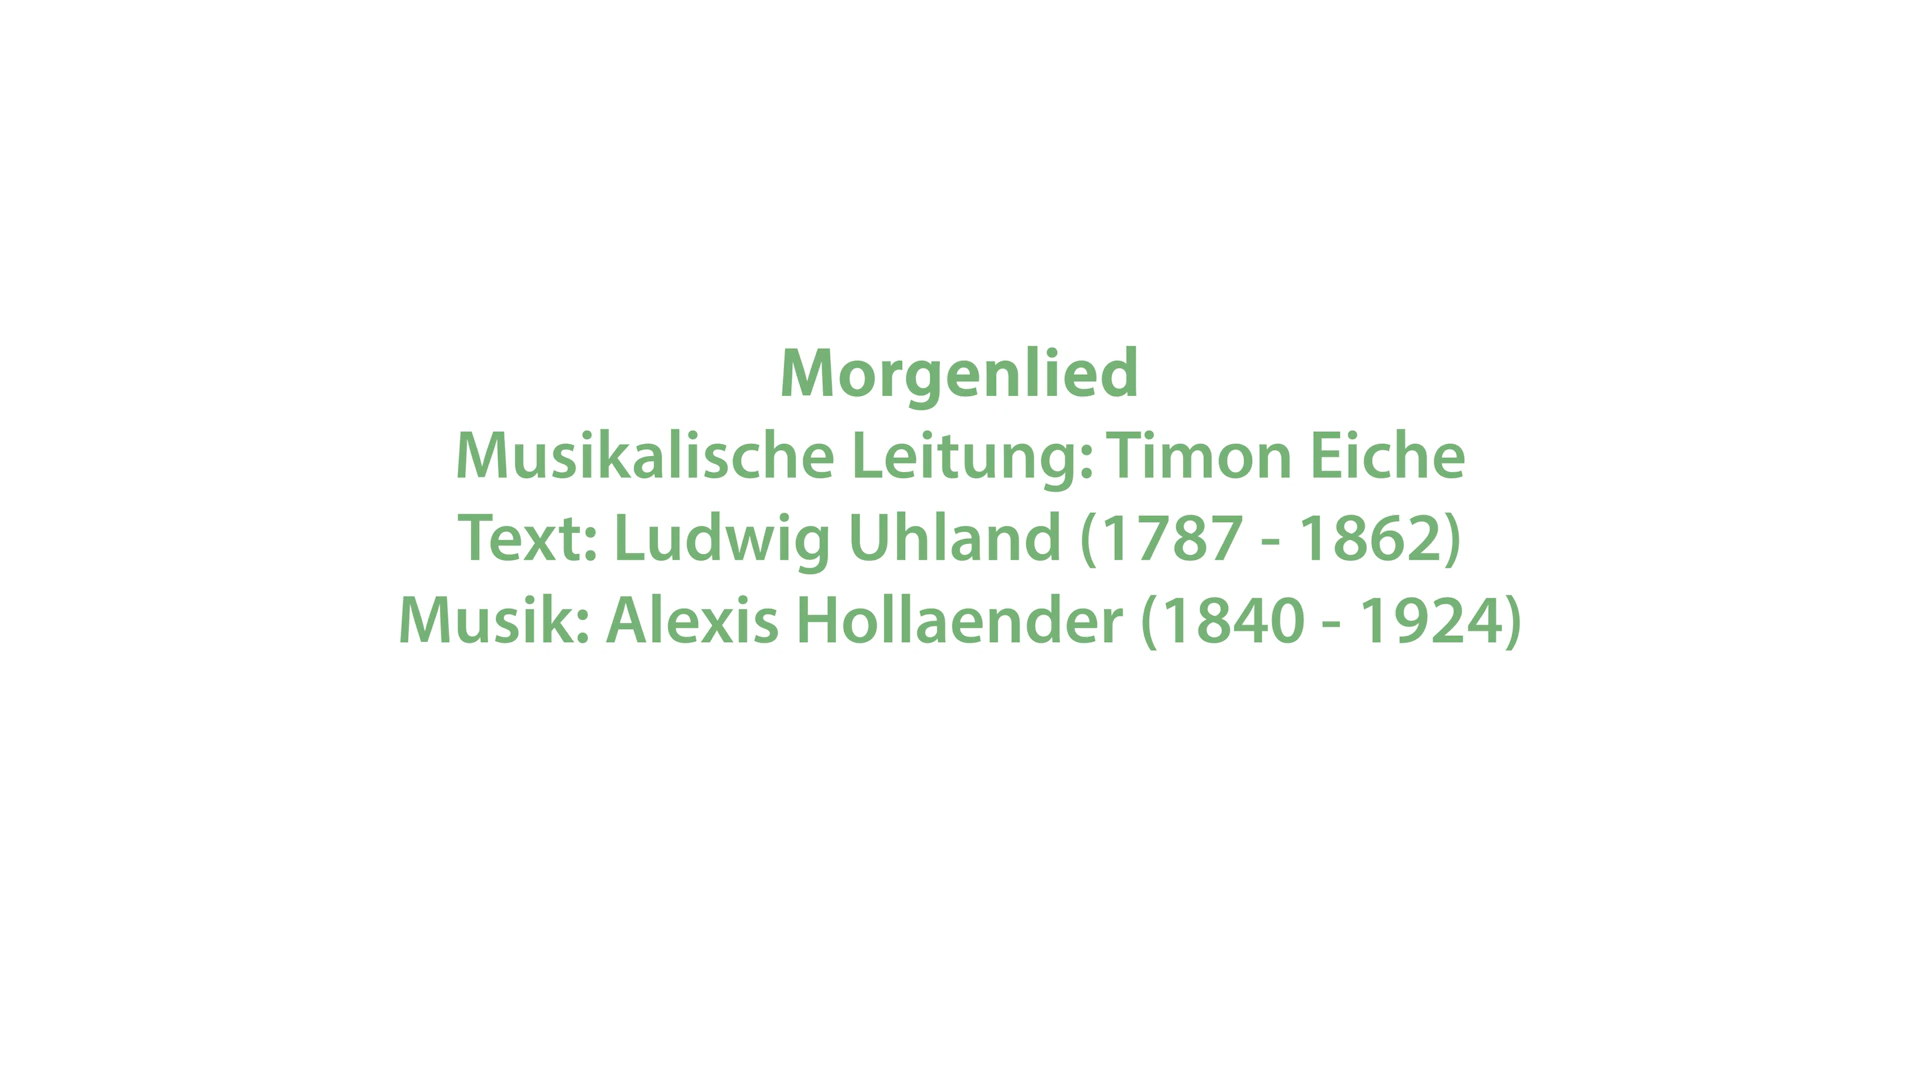 Morgenlied
Musikalische Leitung: Timon Eiche
Text: Ludwig Uhland (1787 - 1862)
Musik: Alexis Hollaender (1840 - 1924)